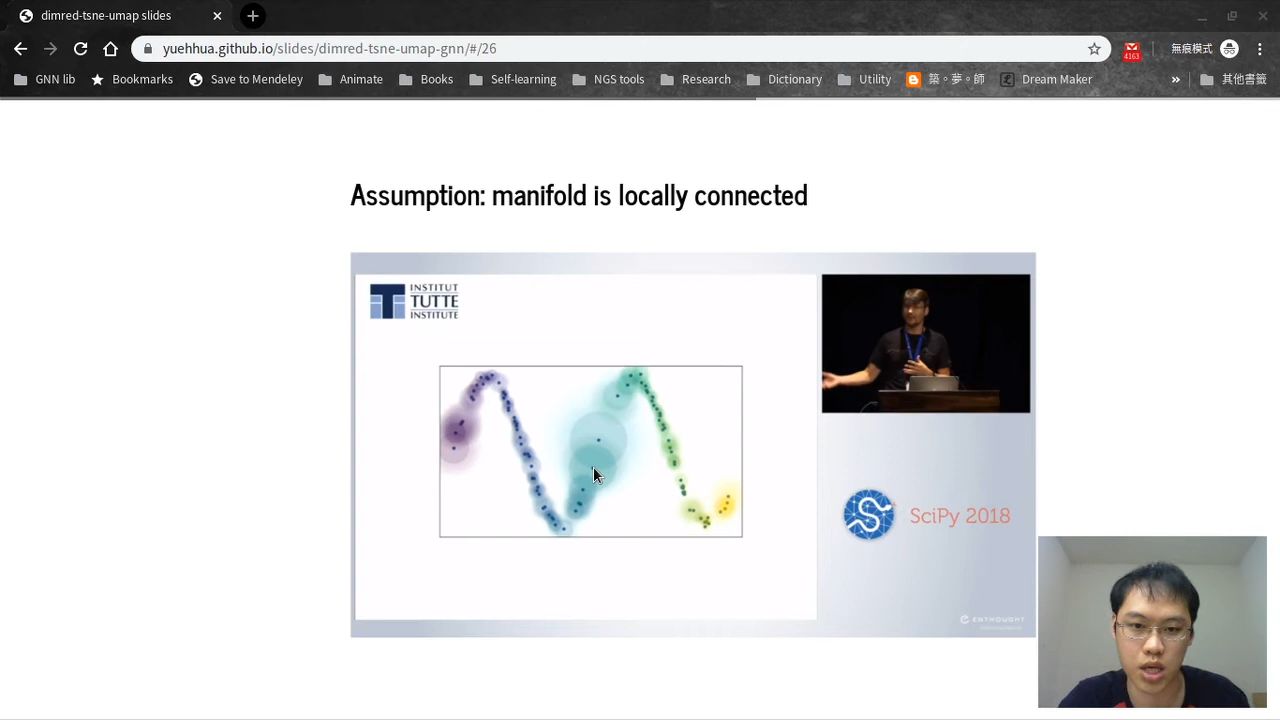 dimred-tsne-umap slides
yuehhua.github.io/slides/dimred-tsne-umap-gnn/#/26
4163
無痕模式
GNN lib
Bookmarks
Save to Mendeley
Animate
Books
Self-learning
NGS tools
Research
Dictionary
Utility
築。夢。師
Dream Maker
»
其他書籤
Assumption: manifold is locally connected
INSTITUT
TUTTE
INSTITUTE
SciPy 2018
ENTHOUGHT